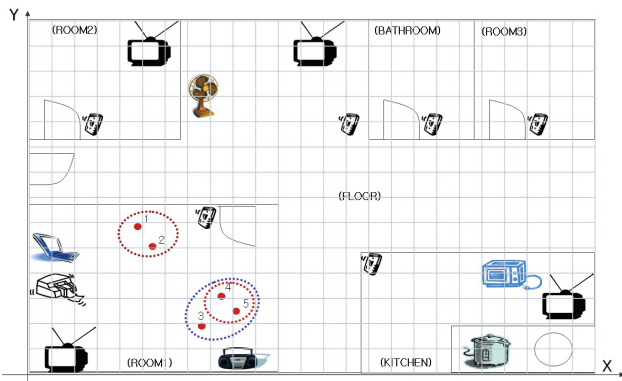 Y
(ROOM2)
(BATHROOM)
(ROOM3)
(FLOOR)
1
2
4
5
3
(ROOM1)
(KITCHEN)
X